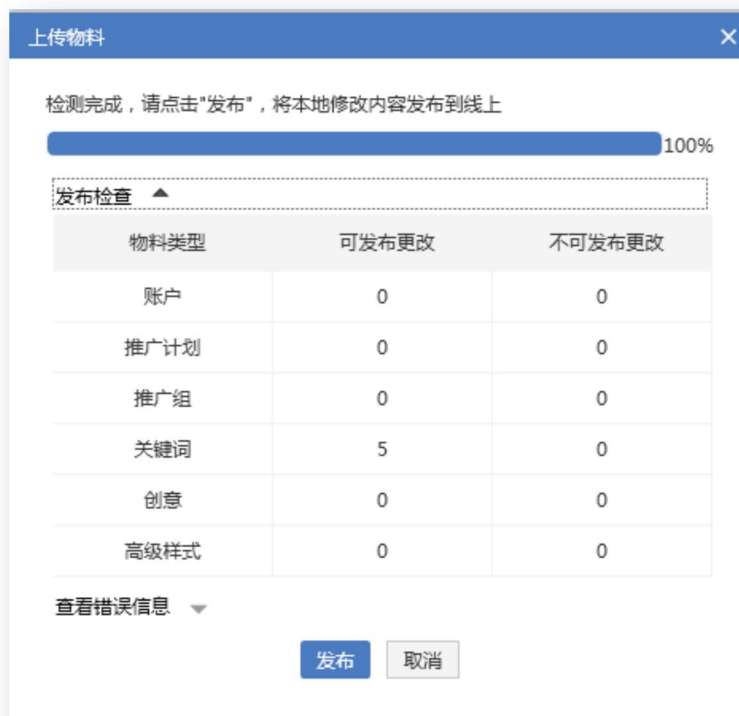 上传物料
检测完成，请点击"发布"，将本地修改内容发布到线上
100%
发布检查
物料类型 可发布更改 不可发布更改
账户 0 0
推广计划 0 0
推广组 0 0
关键词 5 0
创意 0 0
高级样式 0 0
查看错误信息
发布 取消